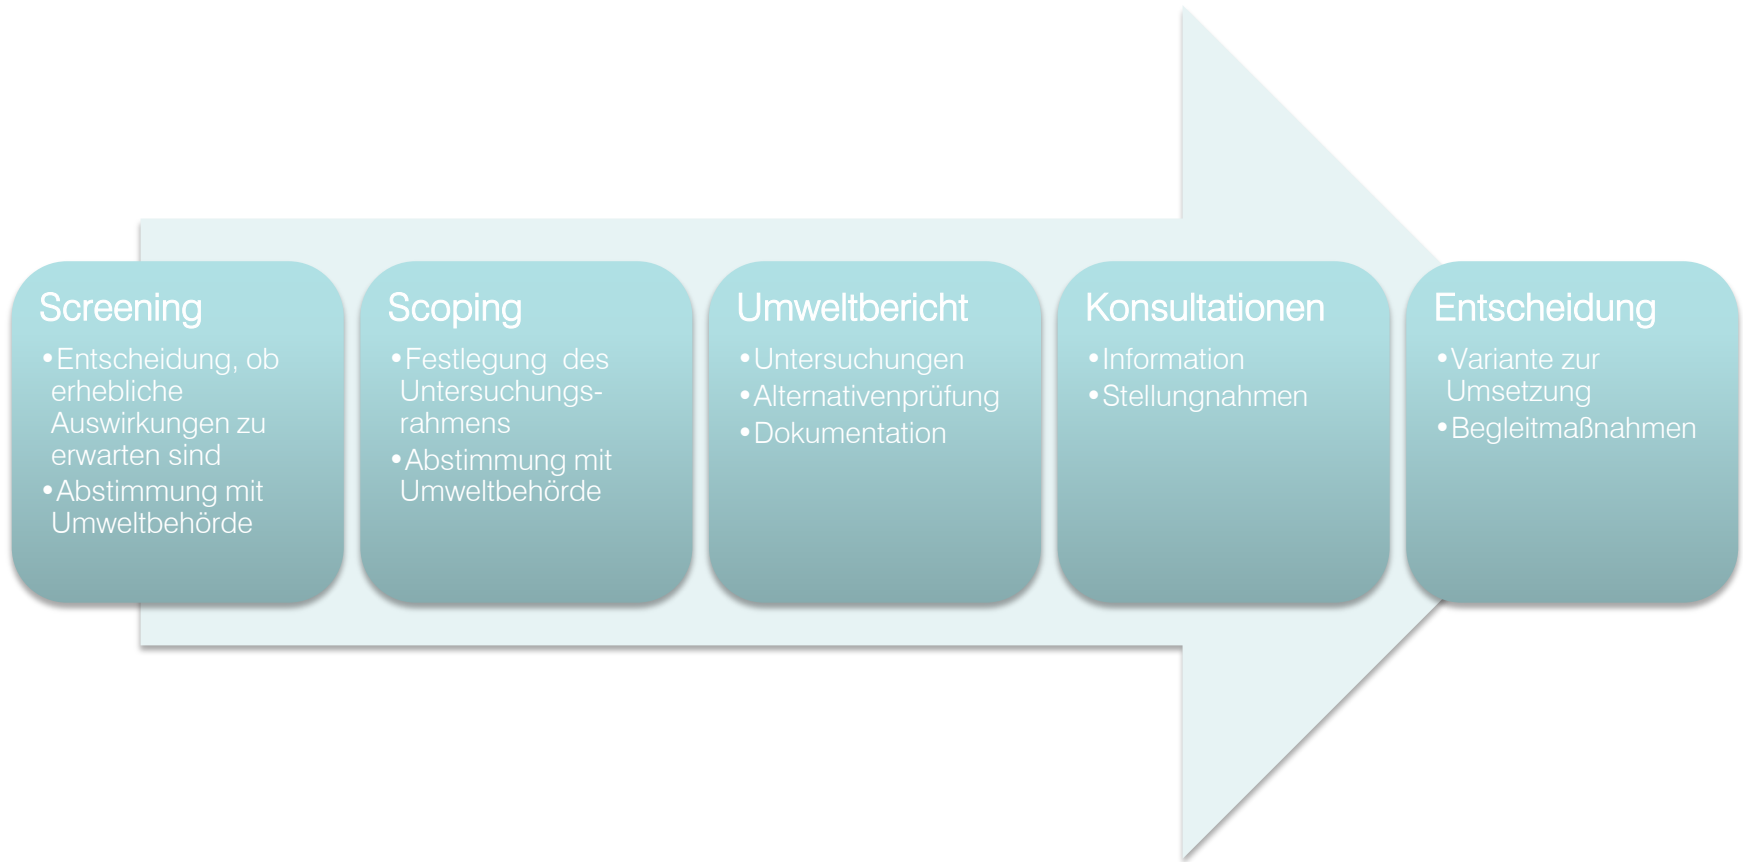 Screening
•Entscheidung, ob
erhebliche
Auswirkungen zu
erwarten sind
•Abstimmung mit
Umweltbehörde
Scoping
•Festlegung des
Untersuchungs-
rahmens
•Abstimmung mit
Umweltbehörde
Umweltbericht
•Untersuchungen
•Alternativenprüfung
•Dokumentation
Konsultationen
•Information
•Stellungnahmen
Entscheidung
•Variante zur
Umsetzung
•Begleitmaßnahmen